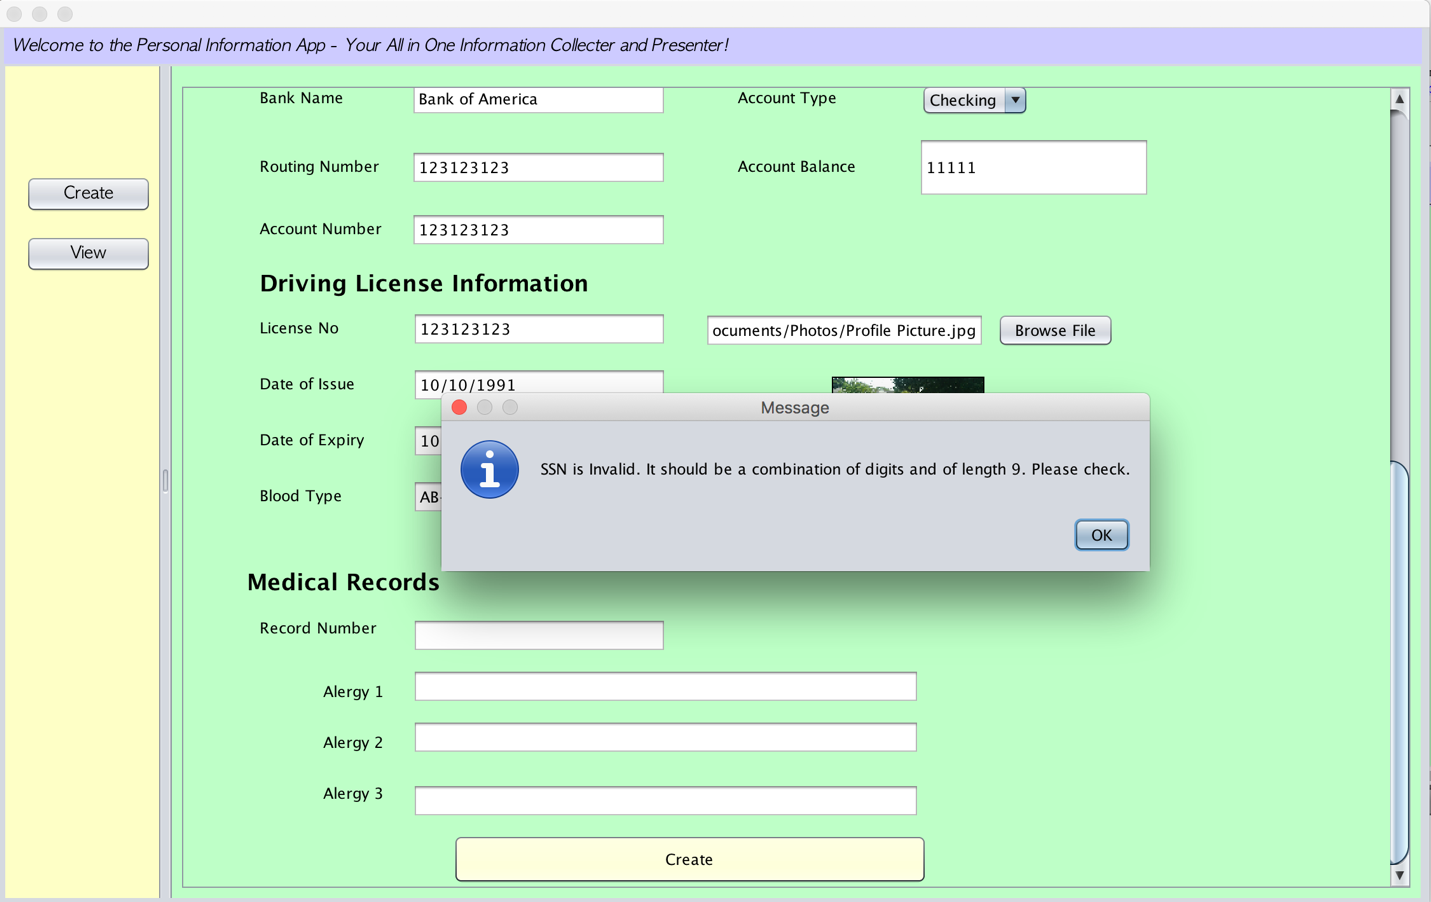 Welcome to the Personal Information App - Your All in One Information Collecter and Presenter!
Create
View
Bank Name Bank of America Account Type Checking
Routing Number 123123123 Account Balance 11111
Account Number 123123123
Driving License Information
License No 123123123 ocuments/Photos/Profile Picture.jpg Browse File
Date of Issue 10/10/1991
Date of Expiry 10
Blood Type AB
Message
SSN is Invalid. It should be a combination of digits and of length 9. Please check.
OK
Medical Records
Record Number
Alergy 1
Alergy 2
Alergy 3
Create